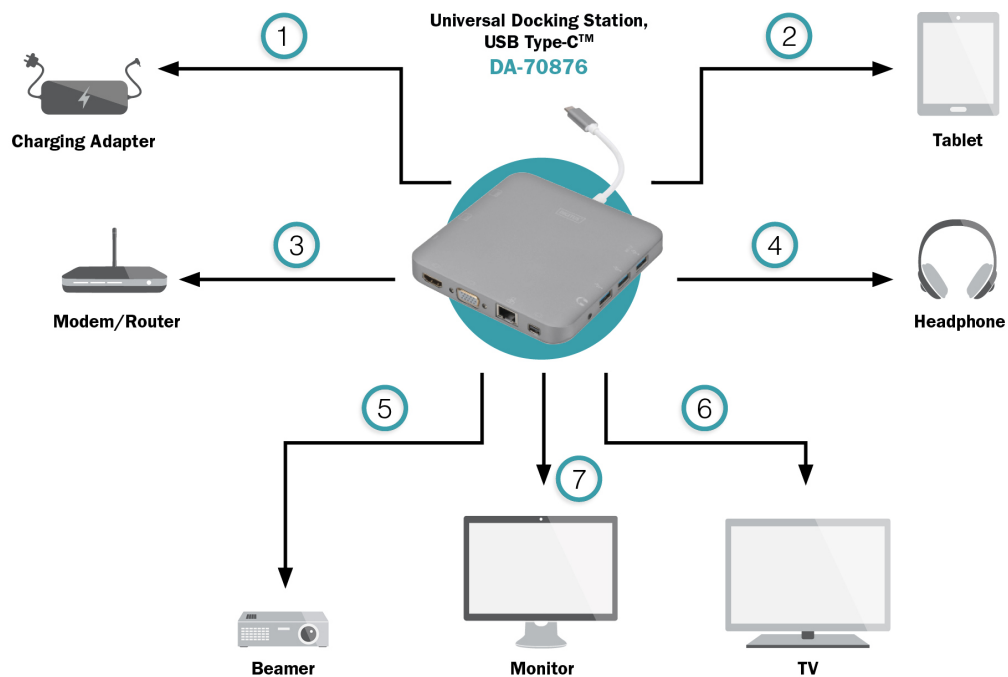 Universal Docking Station,
USB Type-C™
DA-70876
1
2
Charging Adapter
Tablet
3
4
Modem/Router
Headphone
5
6
7
Beamer
Monitor
TV